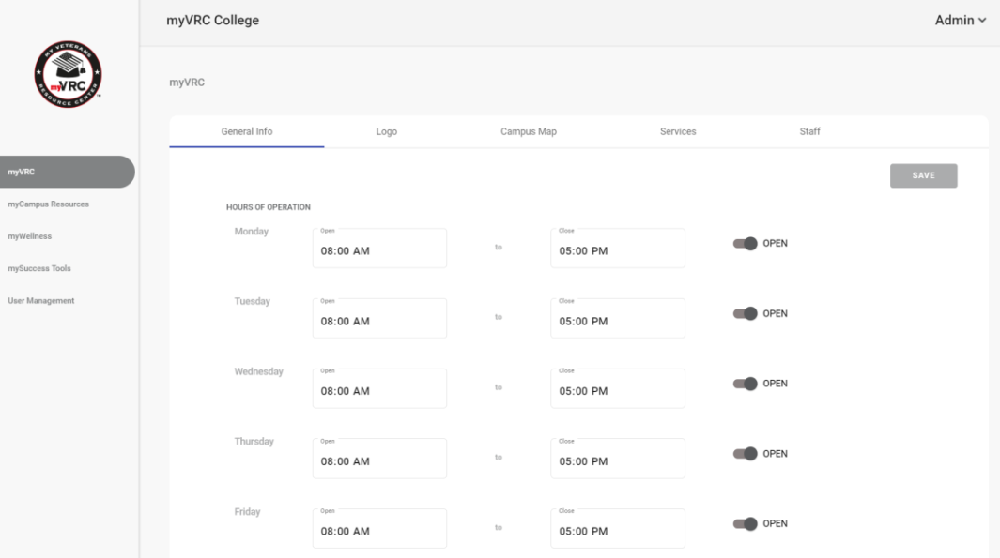 myVRC College
Admin
MY VETERANS
myVRC
RESOURCE CENTER
myVRC
General Info Logo Campus Map Services Staff
SAVE
myVRC
myCampus Resources
myWellness
mySuccess Tools
User Management
HOURS OF OPERATION
Monday Open 08:00 AM to Close 05:00 PM OPEN
Tuesday Open 08:00 AM to Close 05:00 PM OPEN
Wednesday Open 08:00 AM to Close 05:00 PM OPEN
Thursday Open 08:00 AM to Close 05:00 PM OPEN
Friday Open 08:00 AM to Close 05:00 PM OPEN